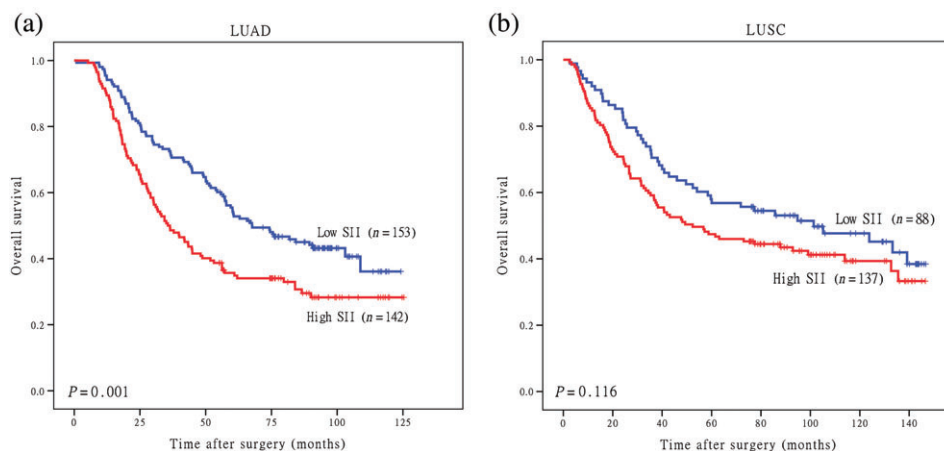 (a)
LUAD
Overall survival
1.0
0.8
0.6
0.4
0.2
0.0
Low SII (n=153)
High SII (n=142)
P=0.001
0 25 50 75 100 125
Time after surgery (months)
(b)
LUSC
Overall survival
1.0
0.8
0.6
0.4
0.2
0.0
Low SII (n=88)
High SII (n=137)
P=0.116
0 20 40 60 80 100 120 140
Time after surgery (months)